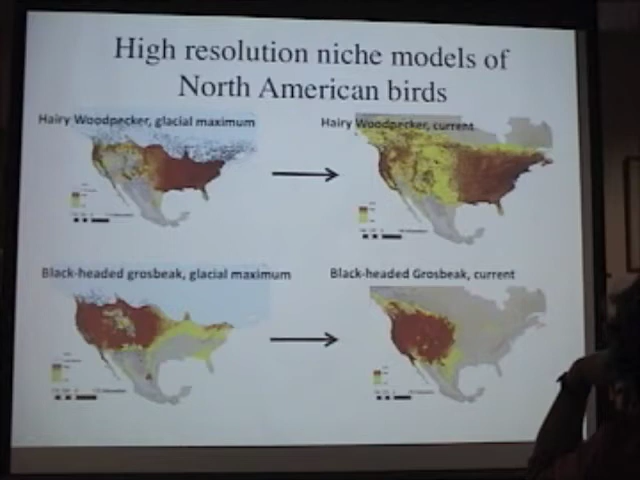 High resolution niche models of
North American birds
Hairy Woodpecker, glacial maximum
Hairy Woodpecker, current
Black-headed grosbeak, glacial maximum
Black-headed Grosbeak, current